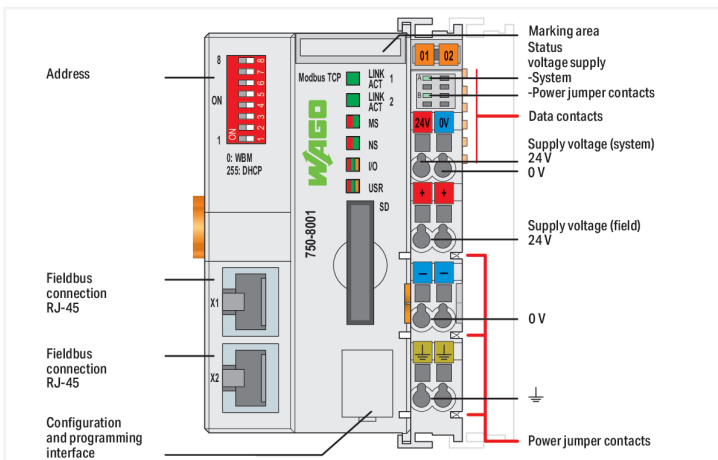 Address
Fieldbus
connection
RJ-45
Fieldbus
connection
RJ-45
Configuration
and programming
interface
8
ON
1
8
7
6
5
4
3
2
1
ON
0: WBM
255: DHCP
X1
X2
Modbus TCP
LINK 1
ACT
LINK 2
ACT
MS
NS
I/O
USR
SD
WAGO
750-8001
01 02
A
B
24V 0V
+ +
— —
Marking area
Status
voltage supply
-System
-Power jumper contacts
Data contacts
Supply voltage (system)
24 V
0 V
Supply voltage (field)
24 V
0 V
Power jumper contacts